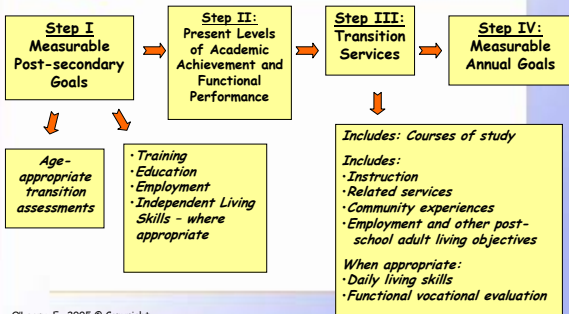 Step I
Measurable
Post-secondary
Goals
Step II:
Present Levels
of Academic
Achievement and
Functional
Performance
Step III:
Transition
Services
Step IV:
Measurable
Annual Goals
Age-
appropriate
transition
assessments
·Training
·Education
·Employment
·Independent Living
Skills – where
appropriate
Includes: Courses of study
Includes:
·Instruction
·Related services
·Community experiences
·Employment and other post-
school adult living objectives
When appropriate:
·Daily living skills
·Functional vocational evaluation
2005 ©